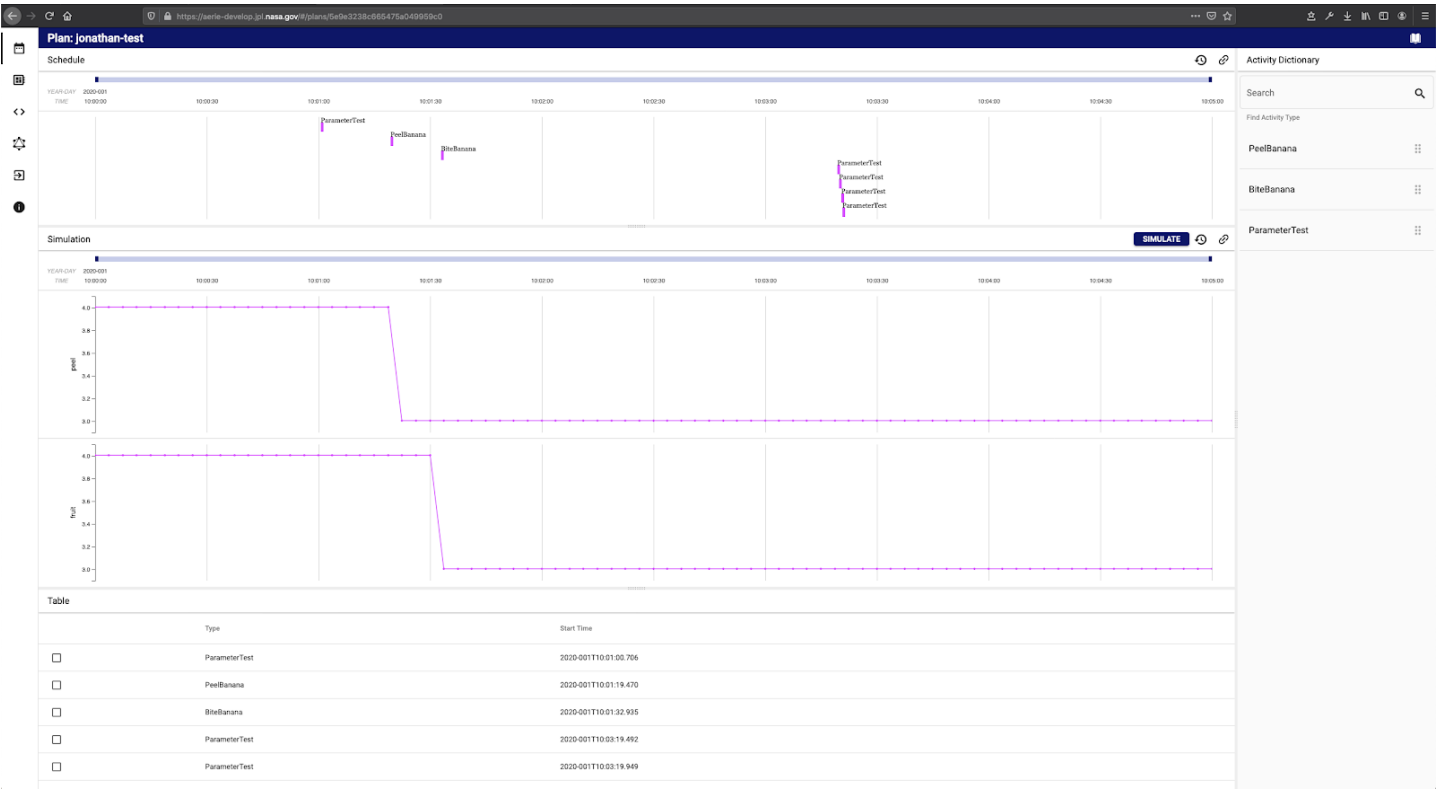 https://aerie-develop.jpl.nasa.gov/#/plans/5e9e3238c665475a049959c0
Plan: jonathan-test
Schedule
Activity Dictionary
YEAR-DAY 2020-001
TIME 10:00:00 10:00:30 10:01:00 10:01:30 10:02:00 10:02:30 10:03:00 10:03:30 10:04:00 10:04:30 10:05:00
Search
Find Activity Type
PeelBanana
BiteBanana
ParameterTest
ParameterTest
PeelBanana
BiteBanana
ParameterTest
ParameterTest
ParameterTest
ParameterTest
Simulation SIMULATE
YEAR-DAY 2020-001
TIME 10:00:00 10:00:30 10:01:00 10:01:30 10:02:00 10:02:30 10:03:00 10:03:30 10:04:00 10:04:30 10:05:00
4.0
3.8
3.6
3.4
3.2
3.0
peel
4.0
3.8
3.6
3.4
3.2
3.0
fruit
Table
Type Start Time
ParameterTest 2020-001T10:01:00.706
PeelBanana 2020-001T10:01:19.470
BiteBanana 2020-001T10:01:32.935
ParameterTest 2020-001T10:03:19.492
ParameterTest 2020-001T10:03:19.949